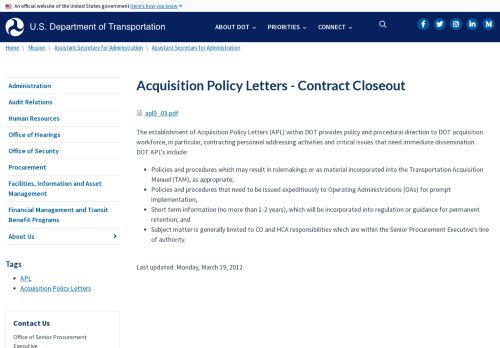 An official website of the United States government Here's how you know
U.S. Department of Transportation
ABOUT DOT
PRIORITIES
CONNECT
Home \ Mission \ Assistant Secretary for Administration \ Assistant Secretary for Administration
Administration
Audit Relations
Human Resources
Office of Hearings
Office of Security
Procurement
Facilities, Information and Asset
Management
Financial Management and Transit
Benefit Programs
About Us
Tags
• APL
• Acquisition Policy Letters
Contact Us
Office of Senior Procurement
Executive
Acquisition Policy Letters - Contract Closeout
apl9_03.pdf
The establishment of Acquisition Policy Letters (APL) within DOT provides policy and procedural direction to DOT acquisition
workforce, in particular, contracting personnel addressing activities and critical issues that need immediate dissemination.
DOT APL's include:
• Policies and procedures which may result in rulemakings or as material incorporated into the Transportation Acquisition
Manual (TAM), as appropriate;
• Policies and procedures that need to be issued expeditiously to Operating Administrations (OAs) for prompt
implementation;
• Short term information (no more than 1-2 years), which will be incorporated into regulation or guidance for permanent
retention; and
• Subject matter is generally limited to CO and HCA responsibilities which are within the Senior Procurement Executive's line
of authority.
Last updated: Monday, March 19, 2012